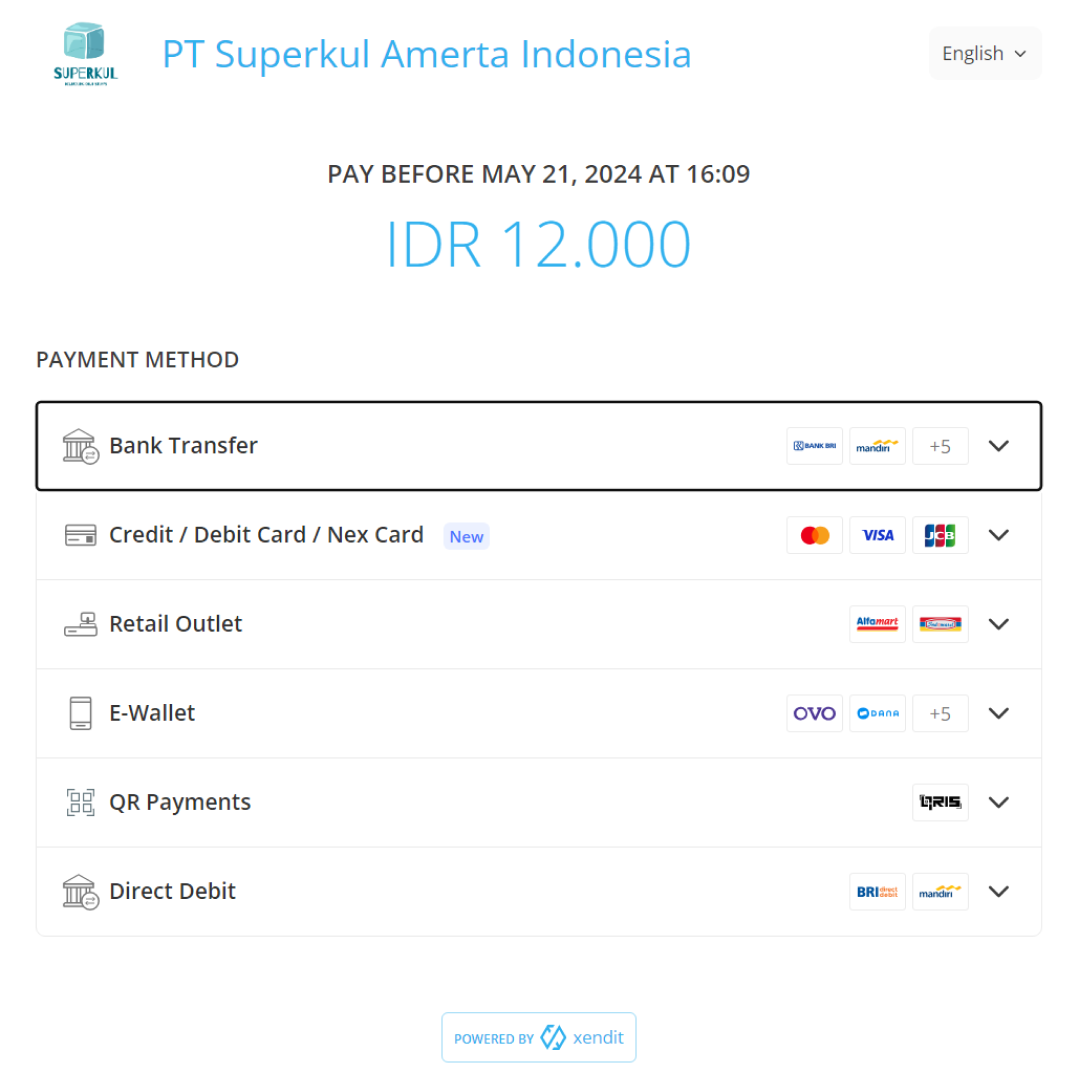 SUPERKUL
PT Superkul Amerta Indonesia
English
PAY BEFORE MAY 21, 2024 AT 16:09
IDR 12.000
PAYMENT METHOD
Bank Transfer BANK BRI mandiri +5
Credit / Debit Card / Nex Card New VISA JCB
Retail Outlet Alfamart
E-Wallet OVO DANA +5
QR Payments QRIS
Direct Debit BRI direct debit mandiri
POWERED BY xendit